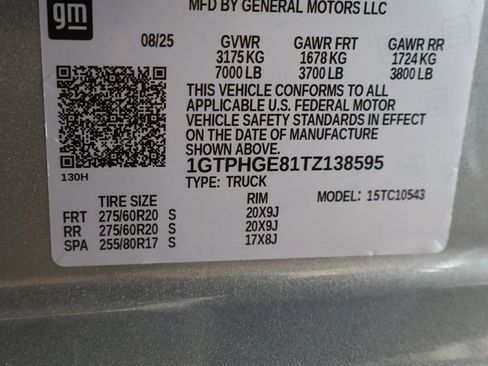 gm
MFD BY GENERAL MOTORS LLC
08/25 GVWR GAWR FRT GAWR RR
3175 KG 1678 KG 1724 KG
7000 LB 3700 LB 3800 LB
THIS VEHICLE CONFORMS TO ALL
APPLICABLE U.S. FEDERAL MOTOR
VEHICLE SAFETY STANDARDS IN EFFECT
ON THE DATE OF MANUFACTURE
SHOWN ABOVE.
1GTPHGE81TZ138595
130H TYPE: TRUCK MODEL: 15TC10543
TIRE SIZE RIM
FRT 275/60R20 S 20X9J
RR 275/60R20 S 20X9J
SPA 255/80R17 S 17X8J